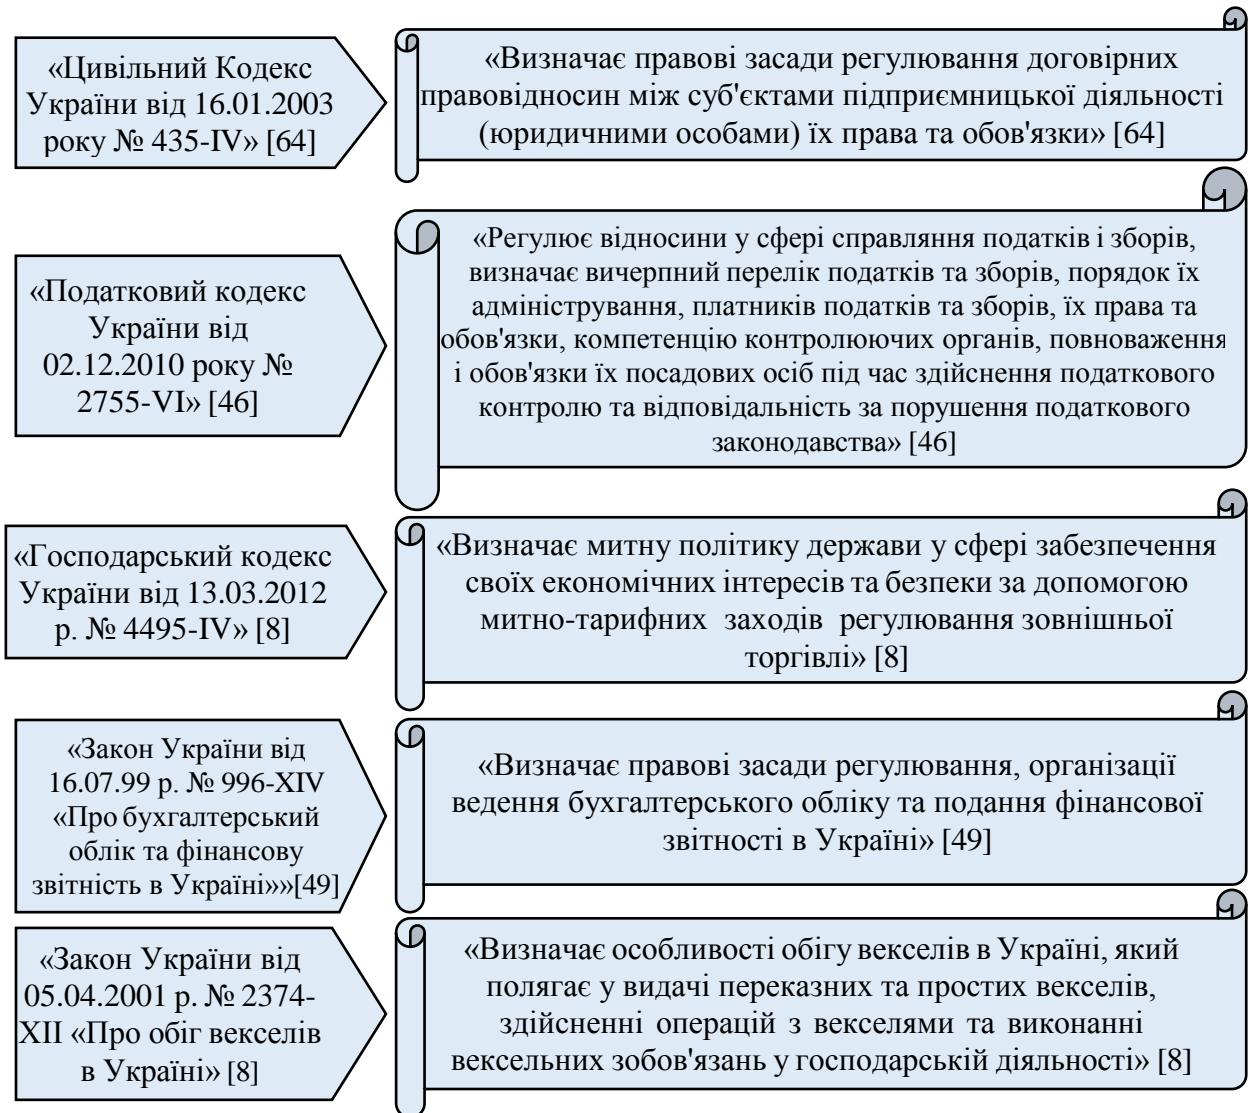 «Цивільний Кодекс
України від 16.01.2003
року № 435-IV» [64]
«Визначає правові засади регулювання договірних
правовідносин між суб'єктами підприємницької діяльності
(юридичними особами) їх права та обов'язки» [64]
«Податковий кодекс
України від
02.12.2010 року №
2755-VI» [46]
«Регулює відносини у сфері справляння податків і зборів,
визначає вичерпний перелік податків та зборів, порядок їх
адміністрування, платників податків та зборів, їх права та
обов'язки, компетенцію контролюючих органів, повноваження
і обов'язки їх посадових осіб під час здійснення податкового
контролю та відповідальність за порушення податкового
законодавства» [46]
«Господарський кодекс
України від 13.03.2012
р. № 4495-IV» [8]
«Визначає митну політику держави у сфері забезпечення
своїх економічних інтересів та безпеки за допомогою
митно-тарифних заходів регулювання зовнішньої
торгівлі» [8]
«Закон України від
16.07.99 р. № 996-XIV
«Про бухгалтерський
облік та фінансову
звітність в Україні»»[49]
«Визначає правові засади регулювання, організації
ведення бухгалтерського обліку та подання фінансової
звітності в Україні» [49]
«Закон України від
05.04.2001 р. № 2374-
XII «Про обіг векселів
в Україні» [8]
«Визначає особливості обігу векселів в Україні, який
полягає у видачі переказних та простих векселів,
здійсненні операцій з векселями та виконанні
вексельних зобов'язань у господарській діяльності» [8]